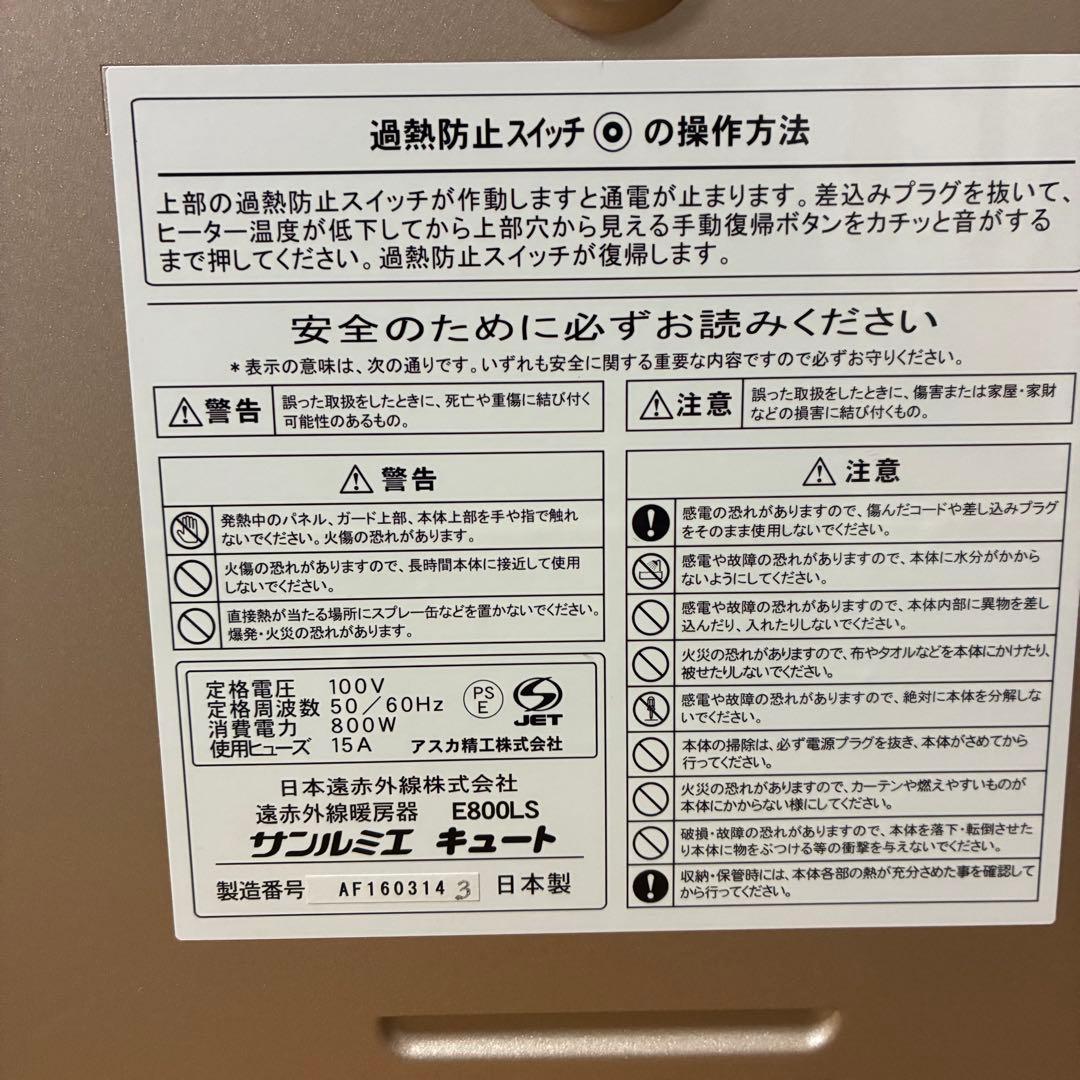 過熱防止スイッチ◎の操作方法
上部の過熱防止スイッチが作動しますと通電が止まります。差込みプラグを抜いて、
ヒーター温度が低下してから上部穴から見える手動復帰ボタンをカチッと音がする
まで押してください。過熱防止スイッチが復帰します。
安全のために必ずお読みください
*表示の意味は、次の通りです。いずれも安全に関する重要な内容ですので必ずお守りください。
警告
誤った取扱をしたときに、死亡や重傷に結び付く
可能性のあるもの。
注意
誤った取扱をしたときに、傷害または家屋・家財
などの損害に結び付くもの。
警告
発熱中のパネル、ガード上部、本体上部を手や指で触れ
ないでください。火傷の恐れがあります。
火傷の恐れがありますので、長時間本体に接近して使用
しないでください。
直接熱が当たる場所にスプレー缶などを置かないでください。
爆発・火災の恐れがあります。
定格電圧 100V
定格周波数 50/60Hz
消費電力 800W
使用ヒューズ 15A
PS
E
JET
アスカ精工株式会社
日本遠赤外線株式会社
遠赤外線暖房器 E800LS
サンルミエ キュート
製造番号 AF160314 3 日本製
注意
感電の恐れがありますので、傷んだコードや差し込みプラグ
をそのまま使用しないでください。
感電や故障の恐れがありますので、本体に水分がかから
ないようにしてください。
感電や故障の恐れがありますので、本体内部に異物を差し
込んだり、入れたりしないでください。
火災の恐れがありますので、布やタオルなどを本体にかけたり、
被せたりしないでください。
感電や故障の恐れがありますので、絶対に本体を分解しな
いでください。
本体の掃除は、必ず電源プラグを抜き、本体がさめてから
行ってください。
火災の恐れがありますので、カーテンや燃えやすいものが
本体にかからない様にしてください。
破損・故障の恐れがありますので、本体を落下・転倒させた
り本体に物をぶつける等の衝撃を与えないでください。
収納・保管時には、本体各部の熱が充分さめた事を確認して
から行ってください。